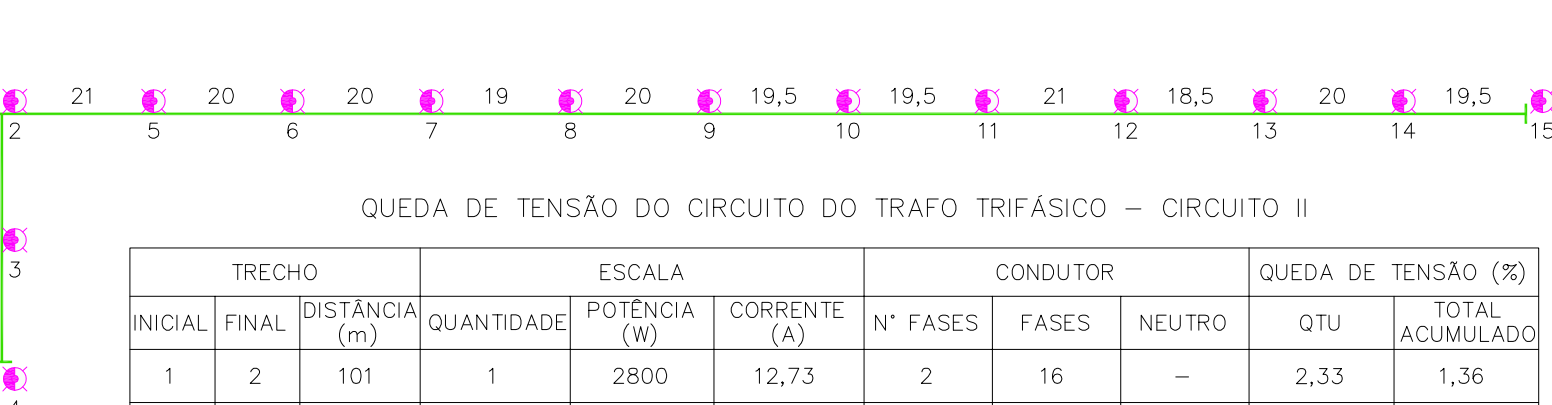 21 20 20 19 20 19,5 19,5 21 18,5 20 19,5
2 5 6 7 8 9 10 11 12 13 14 15
QUEDA DE TENSÃO DO CIRCUITO DO TRAFO TRIFÁSICO – CIRCUITO II
3
TRECHO ESCALA CONDUTOR QUEDA DE TENSÃO (%)
INICIAL FINAL DISTÂNCIA (m) QUANTIDADE POTÊNCIA (W) CORRENTE (A) N° FASES FASES NEUTRO QTU TOTAL ACUMULADO
1 2 101 1 2800 12,73 2 16 – 2,33 1,36